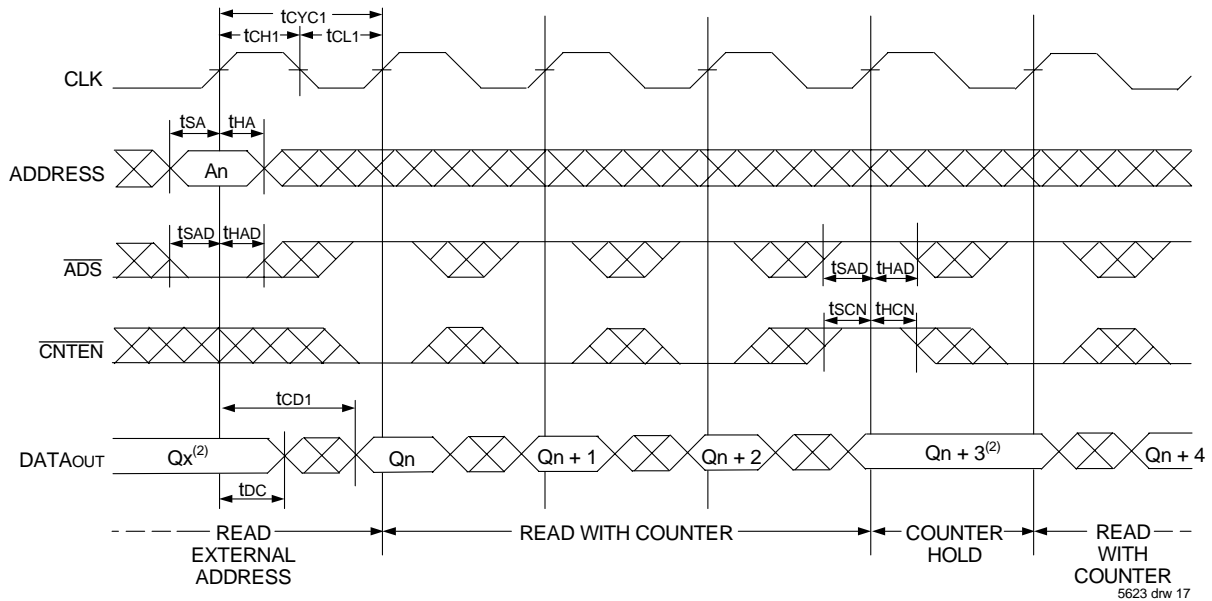 tCYC1
tCH1 tCL1
CLK
tSA tHA
ADDRESS An
tSAD tHAD
ADS
tSAD tHAD
tSCN tHCN
CNTEN
tCD1
DATAOUT Qx(2) Qn Qn + 1 Qn + 2 Qn + 3(2) Qn + 4
tDC
READ EXTERNAL ADDRESS
READ WITH COUNTER
COUNTER HOLD
READ WITH COUNTER
5623 drw 17